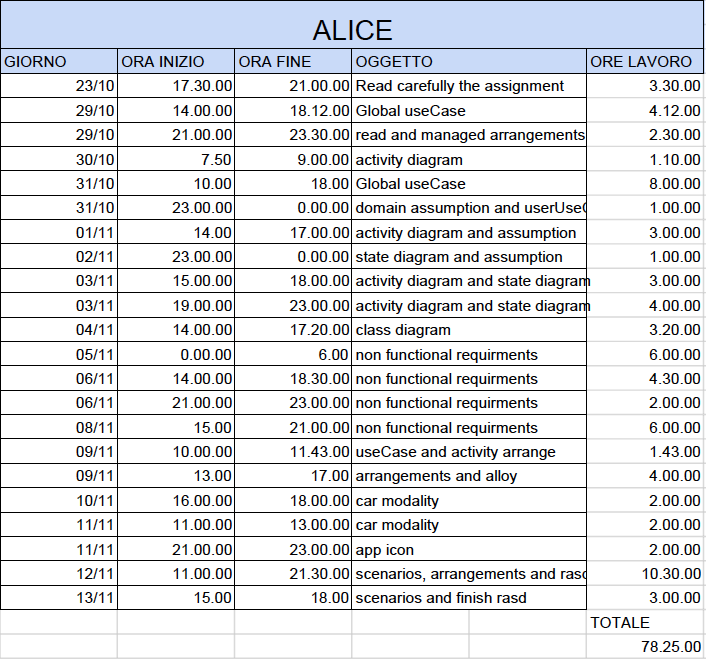 ALICE
GIORNO ORA INIZIO ORA FINE OGGETTO ORE LAVORO
23/10 17.30.00 21.00.00 Read carefully the assignment 3.30.00
29/10 14.00.00 18.12.00 Global useCase 4.12.00
29/10 21.00.00 23.30.00 read and managed arrangements 2.30.00
30/10 7.50 9.00.00 activity diagram 1.10.00
31/10 10.00 18.00 Global useCase 8.00.00
31/10 23.00.00 0.00.00 domain assumption and userUse 1.00.00
01/11 14.00 17.00.00 activity diagram and assumption 3.00.00
02/11 23.00.00 0.00.00 state diagram and assumption 1.00.00
03/11 15.00.00 18.00.00 activity diagram and state diagram 3.00.00
03/11 19.00.00 23.00.00 activity diagram and state diagram 4.00.00
04/11 14.00.00 17.20.00 class diagram 3.20.00
05/11 0.00.00 6.00 non functional requirments 6.00.00
06/11 14.00.00 18.30.00 non functional requirments 4.30.00
06/11 21.00.00 23.00.00 non functional requirments 2.00.00
08/11 15.00 21.00.00 non functional requirments 6.00.00
09/11 10.00.00 11.43.00 useCase and activity arrange 1.43.00
09/11 13.00 17.00 arrangements and alloy 4.00.00
10/11 16.00.00 18.00.00 car modality 2.00.00
11/11 11.00.00 13.00.00 car modality 2.00.00
11/11 21.00.00 23.00.00 app icon 2.00.00
12/11 11.00.00 21.30.00 scenarios, arrangements and rasd 10.30.00
13/11 15.00 18.00 scenarios and finish rasd 3.00.00
TOTALE
78.25.00